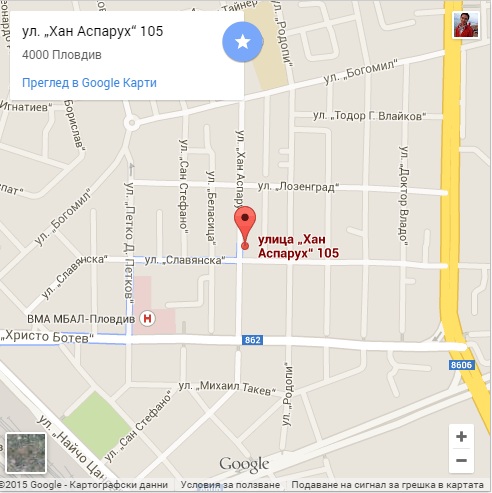 ул. „Хан Аспарух“ 105
4000 Пловдив
Преглед в Google Карти
ул. „Родопи“
ул. „Богомил“
Игнатиев“
Борислав“
ул. „Тодор Г. Влайков“
ул. „Хан Аспарух
ул. „Сан Стефано“
ул. „Беласица“
ул. „Лозенград“
ул. „Доктор Владо“
ул. „Богомил“
ул. „Петко Д. Петков“
улица „Хан
Аспарух“ 105
ул. „Славянска“
ул. „Славянска“
ВМА МБАЛ-Пловдив
H
„Христо Ботев“
862
8606
ул. „Михаил Такев“
ул. „Родопи“
ул. „Сан Стефано“
ул. „Найчо Цан
+
−
Google
©2015 Google - Картографски данни
Условия за ползване
Подаване на сигнал за грешка в картата